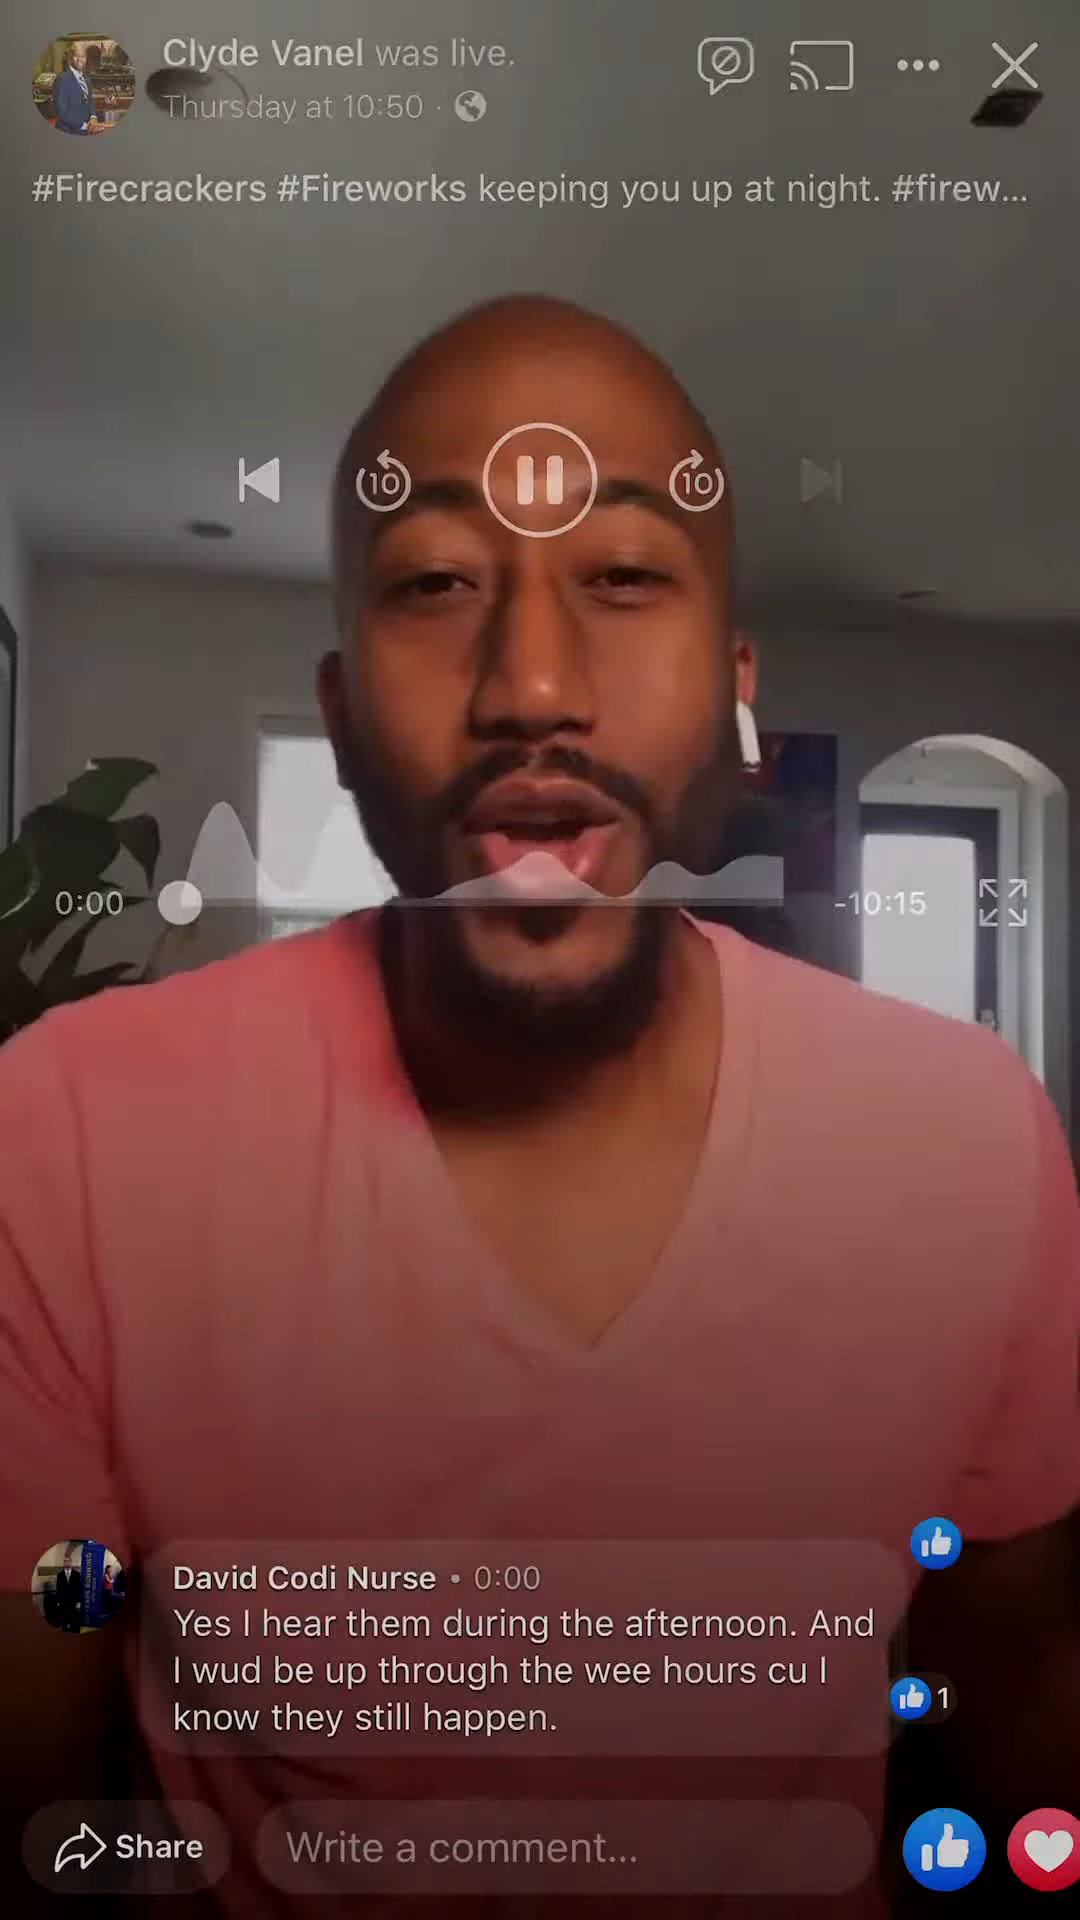 Clyde Vanel was live.
Thursday at 10:50 ·
#Firecrackers #Fireworks keeping you up at night. #firew...
10
10
0:00
-10:15
David Codi Nurse • 0:00
Yes I hear them during the afternoon. And
I wud be up through the wee hours cu I
know they still happen.
1
Share
Write a comment...